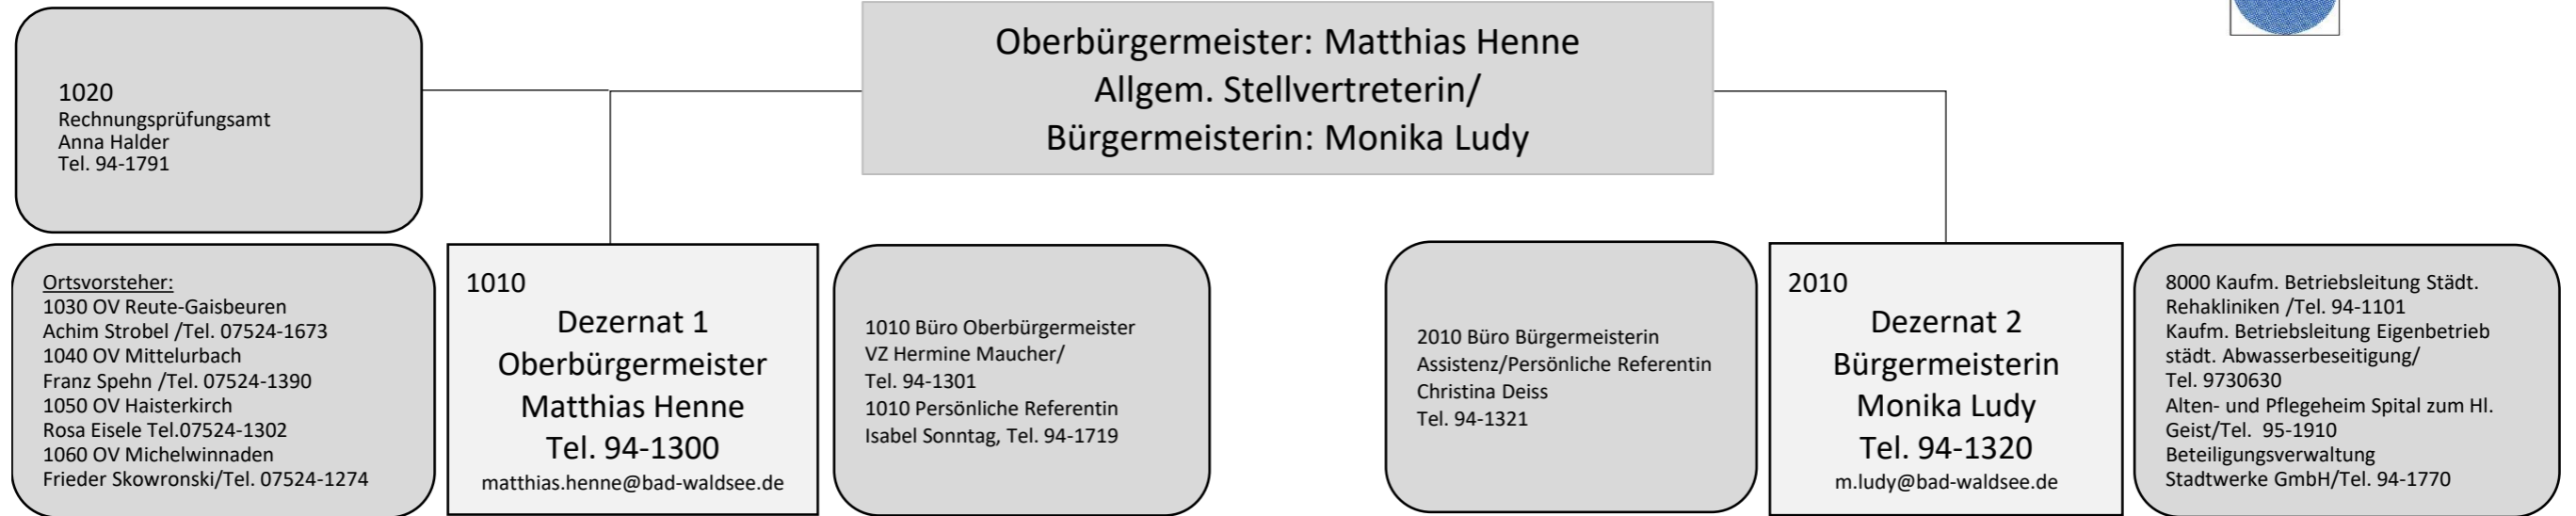 Oberbürgermeister: Matthias Henne
Allgem. Stellvertreterin/
Bürgermeisterin: Monika Ludy
1020
Rechnungsprüfungsamt
Anna Halder
Tel. 94-1791
Ortsvorsteher:
1030 OV Reute-Gaisbeuren
Achim Strobel /Tel. 07524-1673
1040 OV Mittelurbach
Franz Spehn /Tel. 07524-1390
1050 OV Haisterkirch
Rosa Eisele Tel.07524-1302
1060 OV Michelwinnaden
Frieder Skowronski/Tel. 07524-1274
1010
Dezernat 1
Oberbürgermeister
Matthias Henne
Tel. 94-1300
matthias.henne@bad-waldsee.de
1010 Büro Oberbürgermeister
VZ Hermine Maucher/
Tel. 94-1301
1010 Persönliche Referentin
Isabel Sonntag, Tel. 94-1719
2010 Büro Bürgermeisterin
Assistenz/Persönliche Referentin
Christina Deiss
Tel. 94-1321
2010
Dezernat 2
Bürgermeisterin
Monika Ludy
Tel. 94-1320
m.ludy@bad-waldsee.de
8000 Kaufm. Betriebsleitung Städt.
Rehakliniken /Tel. 94-1101
Kaufm. Betriebsleitung Eigenbetrieb
städt. Abwasserbeseitigung/
Tel. 9730630
Alten- und Pflegeheim Spital zum Hl.
Geist/Tel. 95-1910
Beteiligungsverwaltung
Stadtwerke GmbH/Tel. 94-1770